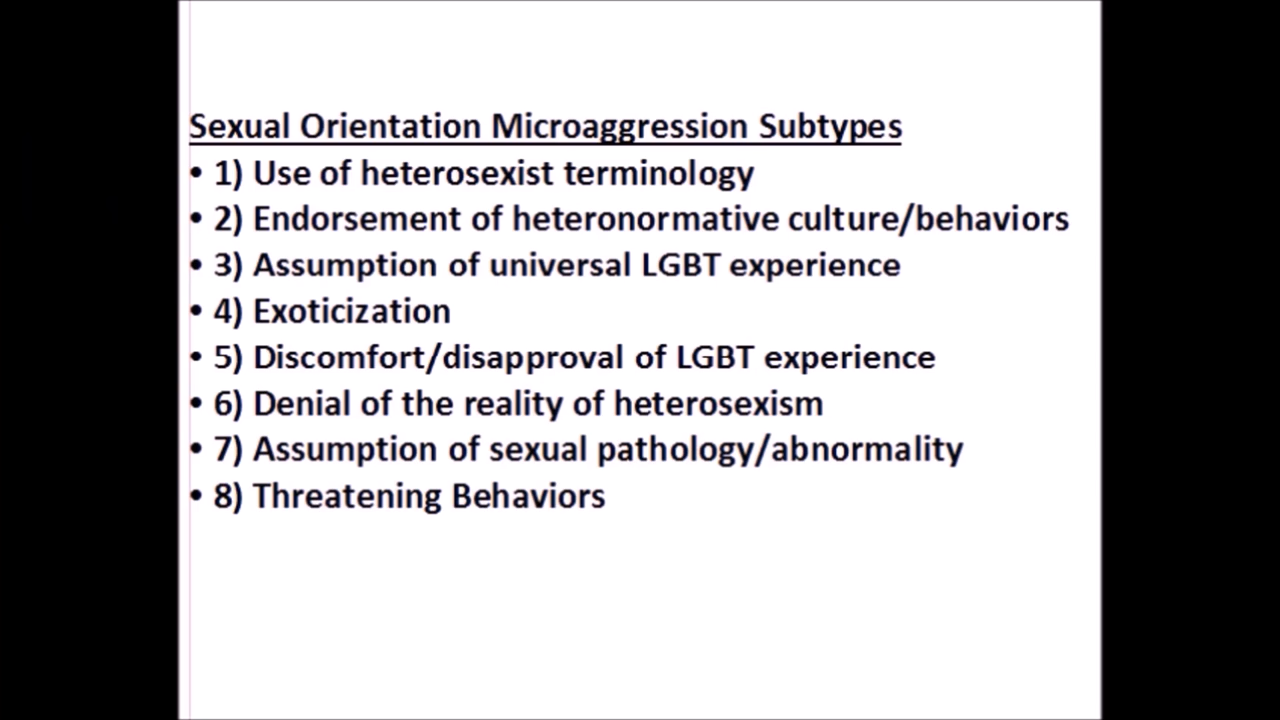 Sexual Orientation Microaggression Subtypes
• 1) Use of heterosexist terminology
• 2) Endorsement of heteronormative culture/behaviors
• 3) Assumption of universal LGBT experience
• 4) Exoticization
• 5) Discomfort/disapproval of LGBT experience
• 6) Denial of the reality of heterosexism
• 7) Assumption of sexual pathology/abnormality
• 8) Threatening Behaviors